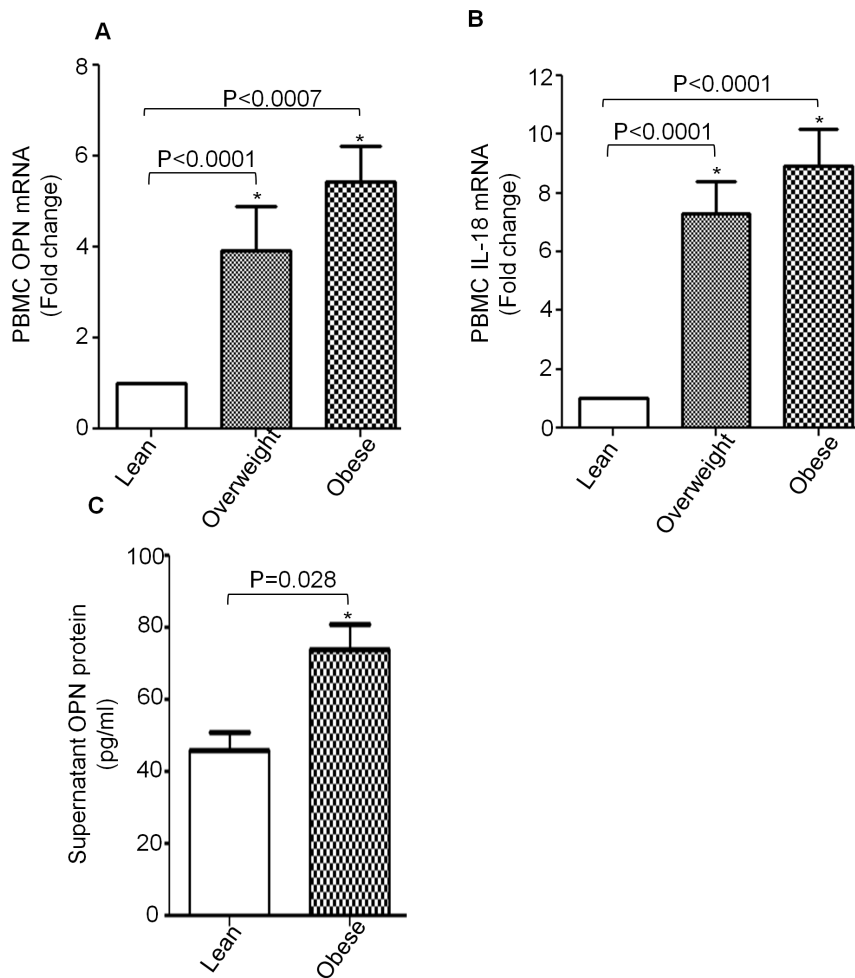 A
PBMC OPN mRNA
(Fold change)
8
6
4
2
0
P<0.0007
P<0.0001
*
*
Lean
Overweight
Obese
B
PBMC IL-18 mRNA
(Fold change)
12
10
8
6
4
2
0
P<0.0001
P<0.0001
*
*
Lean
Overweight
Obese
C
Supernatant OPN protein
(pg/ml)
100
80
60
40
20
0
P=0.028
*
Lean
Obese